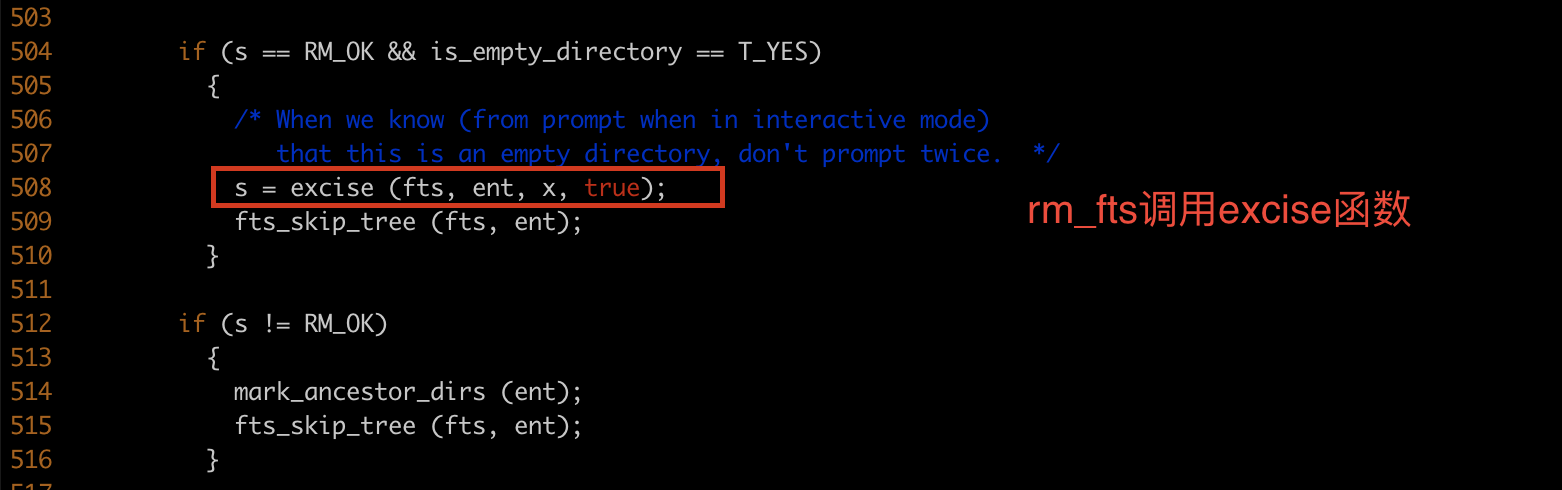 503
504 if (s == RM_OK && is_empty_directory == T_YES)
505 {
506 /* When we know (from prompt when in interactive mode)
507 that this is an empty directory, don't prompt twice.  */
508 s = excise (fts, ent, x, true);
rm_fts调用excise函数
509 fts_skip_tree (fts, ent);
510 }
511
512 if (s != RM_OK)
513 {
514 mark_ancestor_dirs (ent);
515 fts_skip_tree (fts, ent);
516 }
517